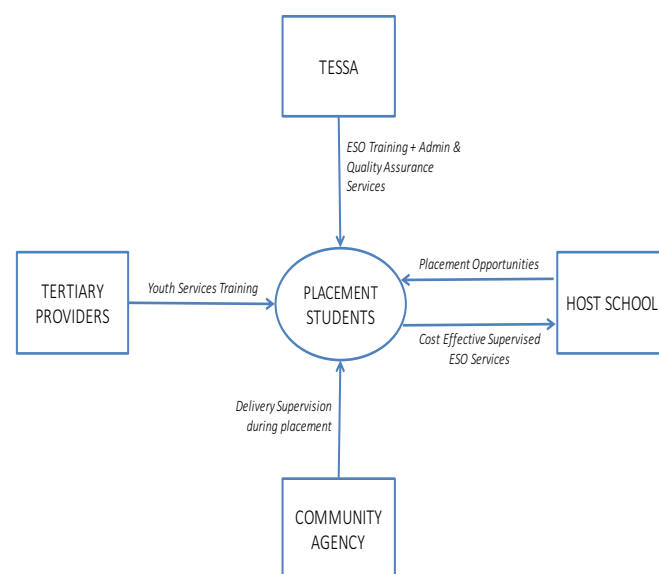 TESSA
ESO Training + Admin &
Quality Assurance
Services
TERTIARY
PROVIDERS
Youth Services Training
PLACEMENT
STUDENTS
Placement Opportunities
HOST SCHOOL
Cost Effective Supervised
ESO Services
Delivery Supervision
during placement
COMMUNITY
AGENCY